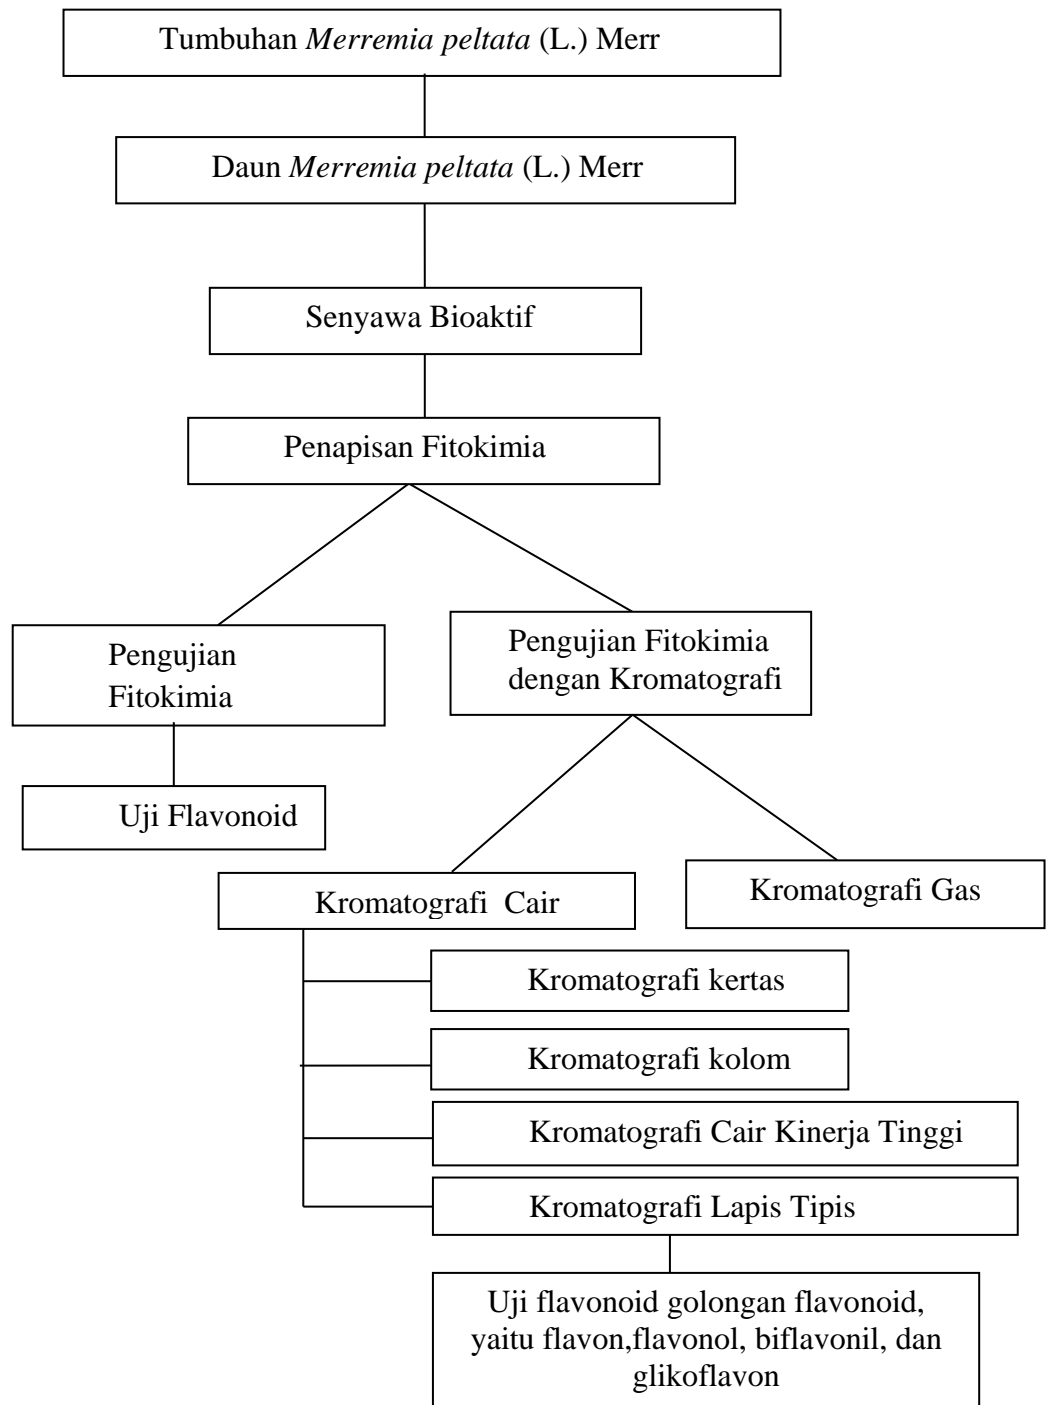 Tumbuhan Merremia peltata (L.) Merr
Daun Merremia peltata (L.) Merr
Senyawa Bioaktif
Penapisan Fitokimia
Pengujian
Fitokimia
Pengujian Fitokimia
dengan Kromatografi
Uji Flavonoid
Kromatografi Cair
Kromatografi Gas
Kromatografi kertas
Kromatografi kolom
Kromatografi Cair Kinerja Tinggi
Kromatografi Lapis Tipis
Uji flavonoid golongan flavonoid,
yaitu flavon,flavonol, biflavonil, dan
glikoflavon